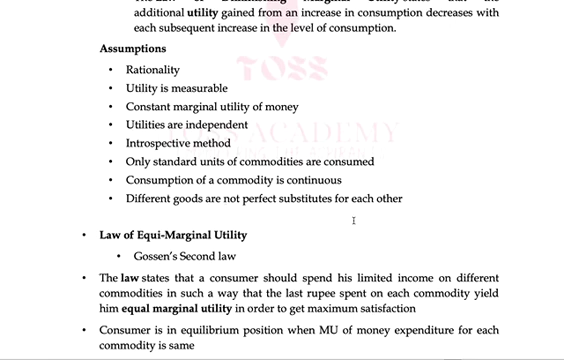 additional utility gained from an increase in consumption decreases with
each subsequent increase in the level of consumption.
Assumptions
• Rationality
• Utility is measurable
• Constant marginal utility of money
• Utilities are independent
• Introspective method
• Only standard units of commodities are consumed
• Consumption of a commodity is continuous
• Different goods are not perfect substitutes for each other
TOSS
TOSS ACADEMY
• Law of Equi-Marginal Utility
• Gossen's Second law
• The law states that a consumer should spend his limited income on different
commodities in such a way that the last rupee spent on each commodity yield
him equal marginal utility in order to get maximum satisfaction
• Consumer is in equilibrium position when MU of money expenditure for each
commodity is same